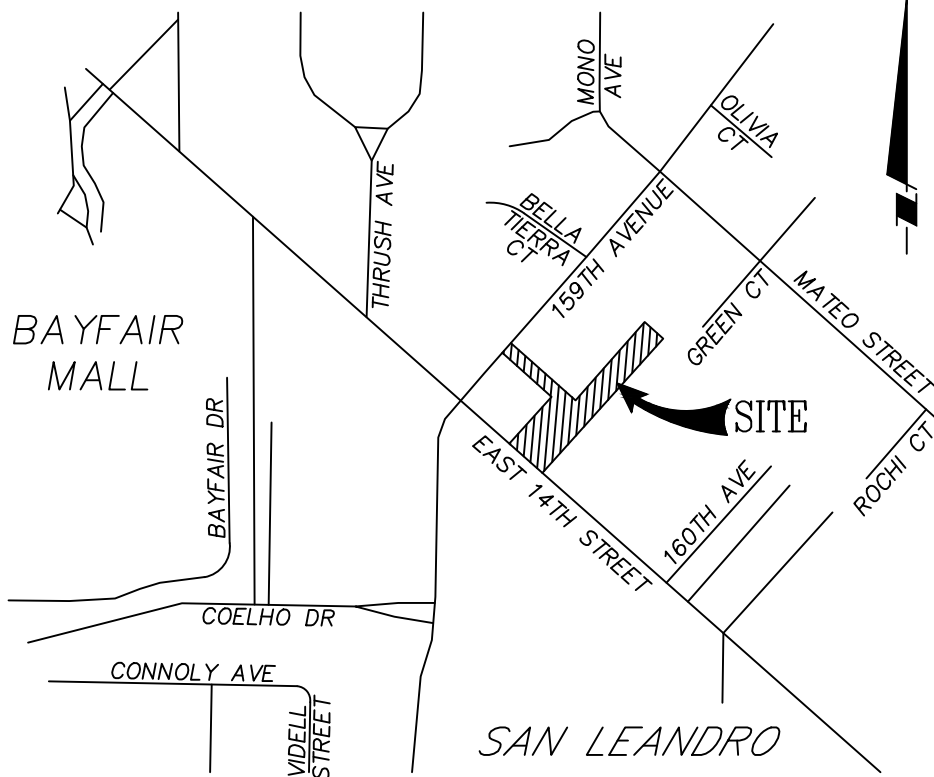 MONO
AVE
OLIVIA
CT
THRUSH AVE
BELLA
TIERRA
CT
159TH AVENUE
GREEN CT
MATEO STREET
BAYFAIR
MALL
SITE
BAYFAIR DR
EAST 14TH STREET
160TH AVE
ROCHI CT
COELHO DR
CONNOLY AVE
VIDELL
STREET
SAN LEANDRO